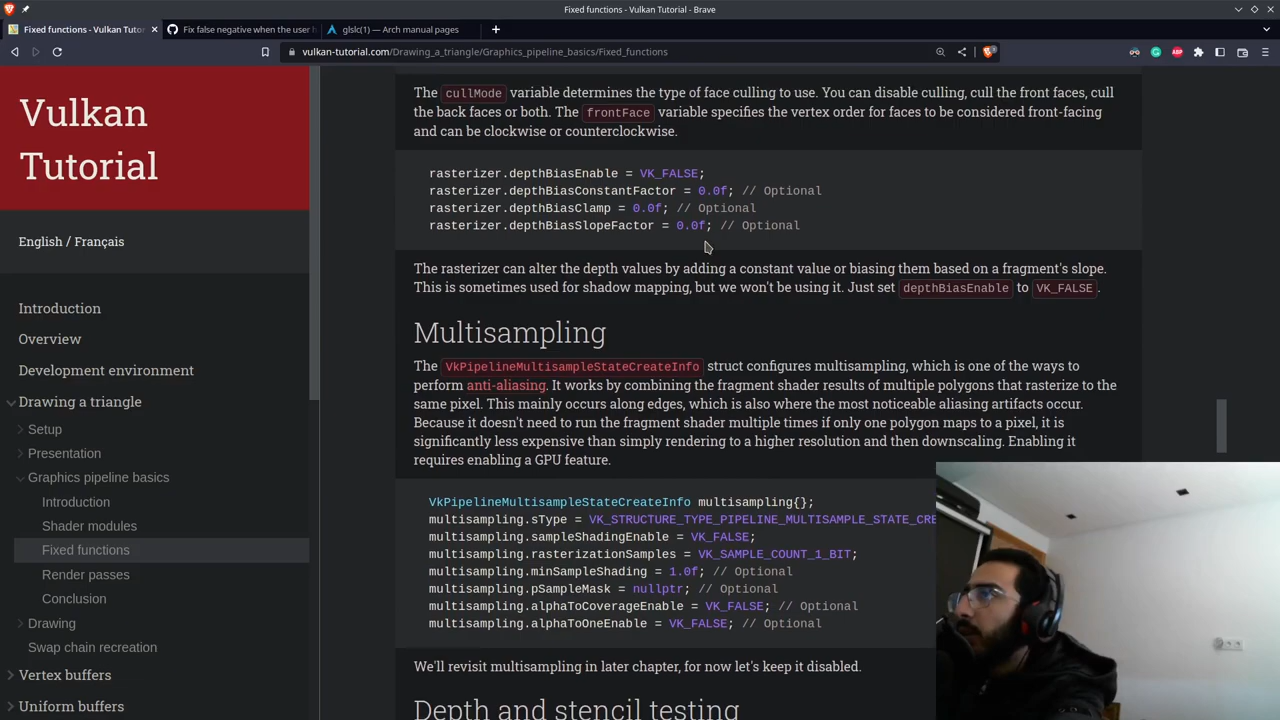 Fixed functions - Vulkan Tutorial - Brave
Fixed functions - Vulkan Tutorial
Fix false negative when the user h
glslc(1) — Arch manual pages
vulkan-tutorial.com/Drawing_a_triangle/Graphics_pipeline_basics/Fixed_functions
ABP
Vulkan
Tutorial
English / Français
Introduction
Overview
Development environment
Drawing a triangle
Setup
Presentation
Graphics pipeline basics
Introduction
Shader modules
Fixed functions
Render passes
Conclusion
Drawing
Swap chain recreation
Vertex buffers
Uniform buffers
The cullMode variable determines the type of face culling to use. You can disable culling, cull the front faces, cull
the back faces or both. The frontFace variable specifies the vertex order for faces to be considered front-facing
and can be clockwise or counterclockwise.
rasterizer.depthBiasEnable = VK_FALSE;
rasterizer.depthBiasConstantFactor = 0.0f; // Optional
rasterizer.depthBiasClamp = 0.0f; // Optional
rasterizer.depthBiasSlopeFactor = 0.0f; // Optional
The rasterizer can alter the depth values by adding a constant value or biasing them based on a fragment's slope.
This is sometimes used for shadow mapping, but we won't be using it. Just set depthBiasEnable to VK_FALSE.
Multisampling
The VkPipelineMultisampleStateCreateInfo struct configures multisampling, which is one of the ways to
perform anti-aliasing. It works by combining the fragment shader results of multiple polygons that rasterize to the
same pixel. This mainly occurs along edges, which is also where the most noticeable aliasing artifacts occur.
Because it doesn't need to run the fragment shader multiple times if only one polygon maps to a pixel, it is
significantly less expensive than simply rendering to a higher resolution and then downscaling. Enabling it
requires enabling a GPU feature.
VkPipelineMultisampleStateCreateInfo multisampling{};
multisampling.sType = VK_STRUCTURE_TYPE_PIPELINE_MULTISAMPLE_STATE_CRE
multisampling.sampleShadingEnable = VK_FALSE;
multisampling.rasterizationSamples = VK_SAMPLE_COUNT_1_BIT;
multisampling.minSampleShading = 1.0f; // Optional
multisampling.pSampleMask = nullptr; // Optional
multisampling.alphaToCoverageEnable = VK_FALSE; // Optional
multisampling.alphaToOneEnable = VK_FALSE; // Optional
We'll revisit multisampling in later chapter, for now let's keep it disabled.
Depth and stencil testing